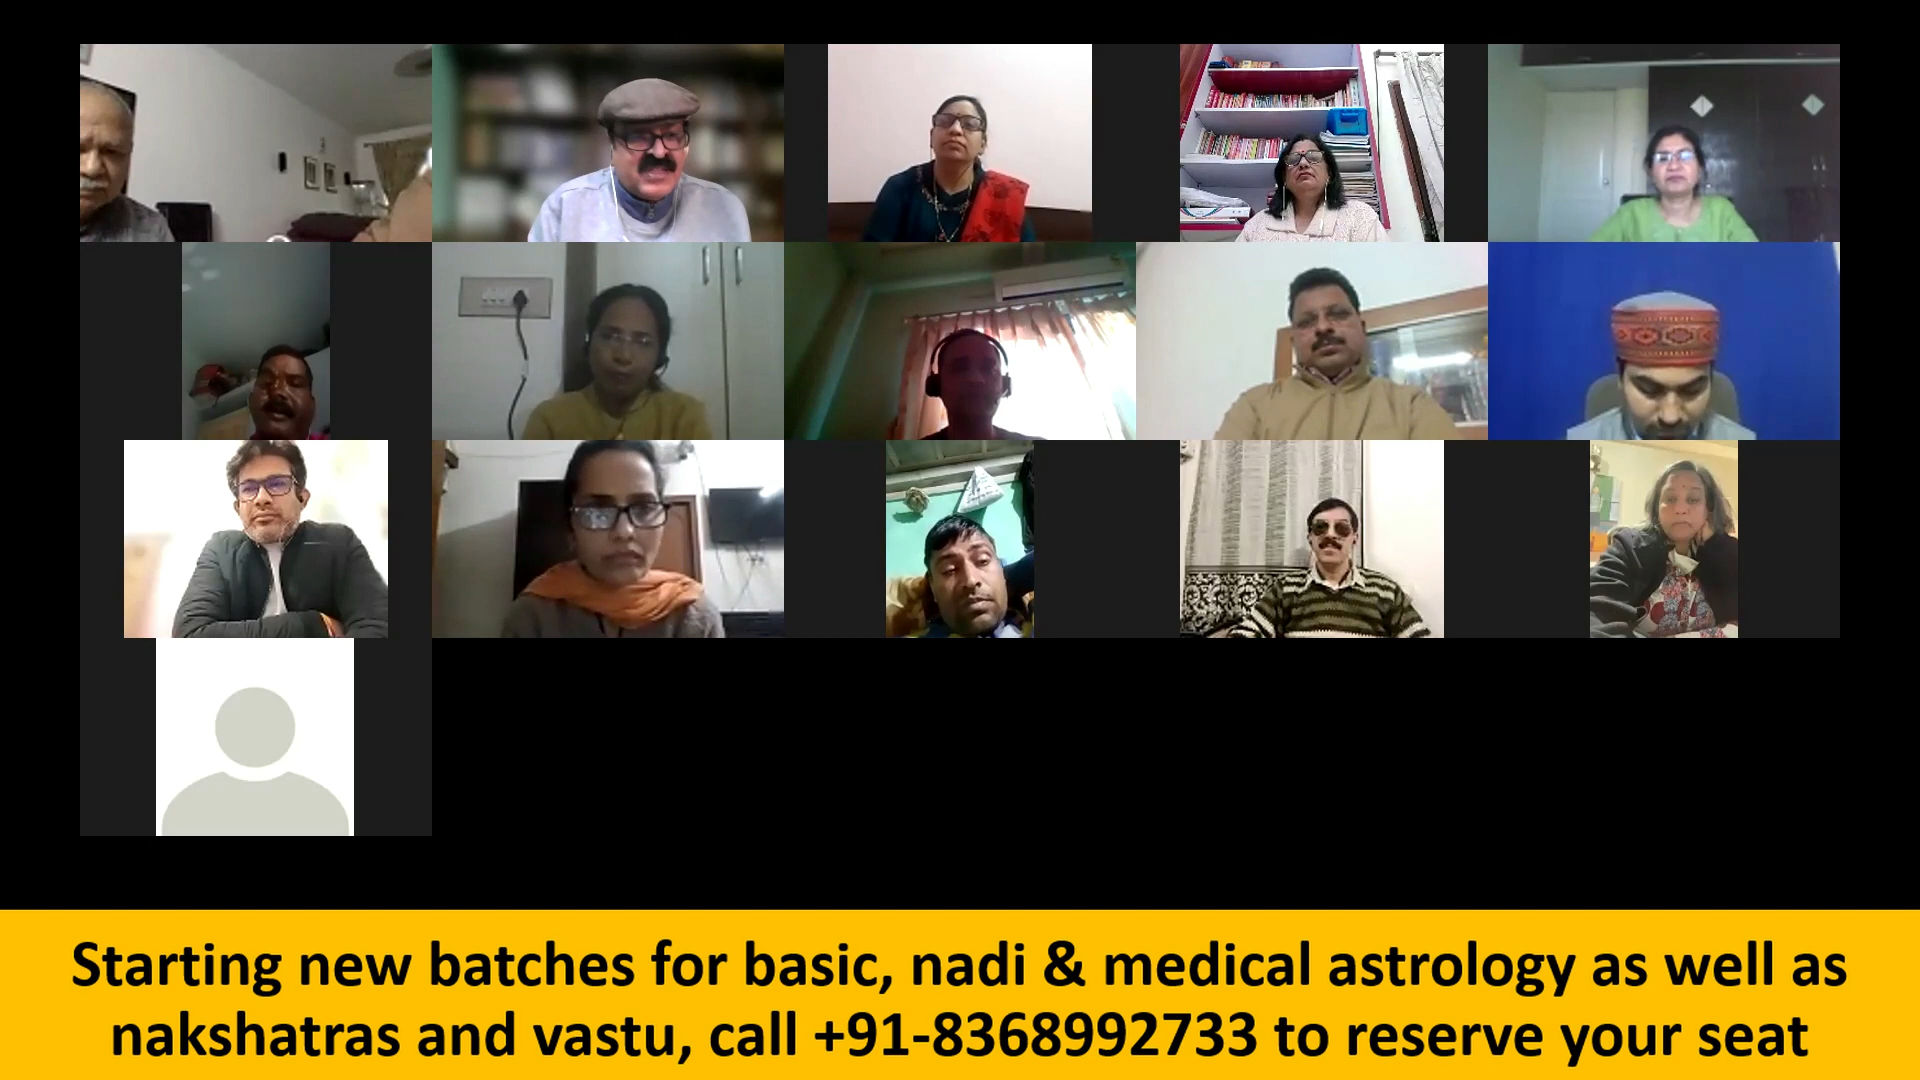 Starting new batches for basic, nadi & medical astrology as well as
nakshatras and vastu, call +91-8368992733 to reserve your seat